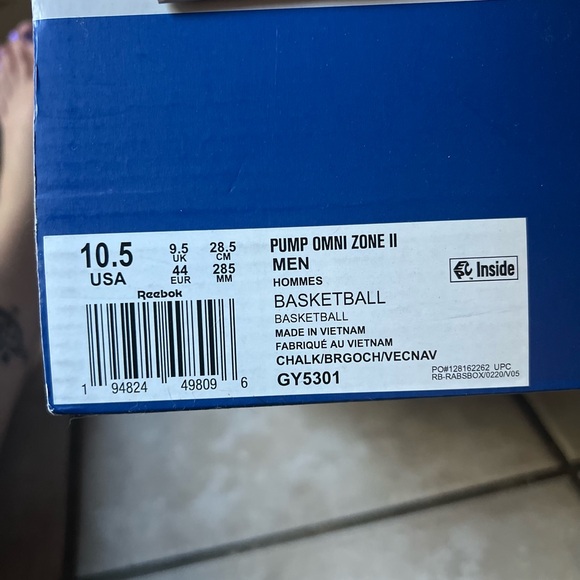 10.5
USA
9.5
UK
28.5
CM
44
EUR
285
MM
Reebok
1 94824 49809 6
PUMP OMNI ZONE II
MEN
HOMMES
BASKETBALL
BASKETBALL
MADE IN VIETNAM
FABRIQUÉ AU VIETNAM
CHALK/BRGOCH/VECNAV
GY5301
Inside
PO#128162262 UPC
RB-RABSBOX/0220/V05